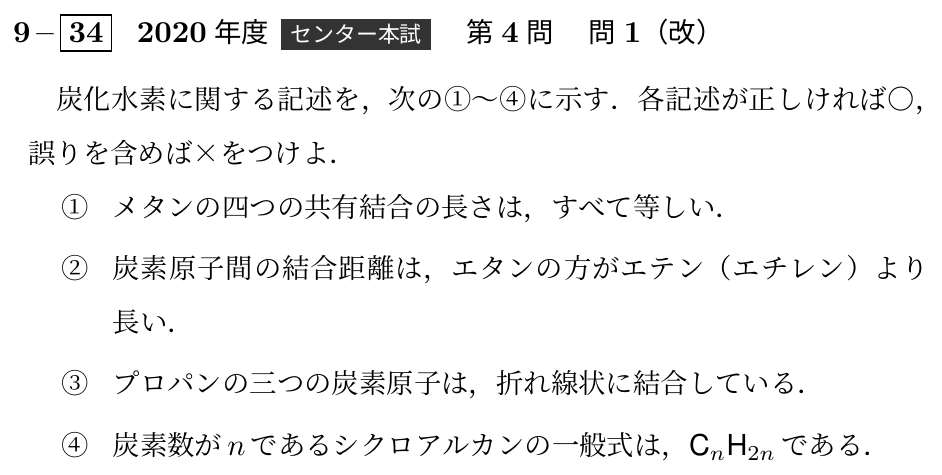 9−34 2020 年度 センター本試 第 4 問 問 1（改）
炭化水素に関する記述を，次の①～④に示す．各記述が正しければ○，
誤りを含めば×をつけよ．
① メタンの四つの共有結合の長さは，すべて等しい．
② 炭素原子間の結合距離は，エタンの方がエテン（エチレン）より
長い．
③ プロパンの三つの炭素原子は，折れ線状に結合している．
④ 炭素数が n であるシクロアルカンの一般式は，CnH2n である．